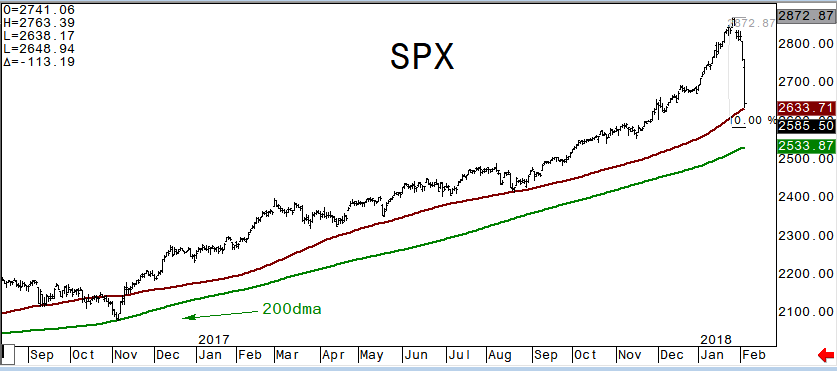 O=2741.06
H=2763.39
L=2638.17
L=2648.94
Δ=-113.19
SPX
2872.87
2872.87
2800.00
2700.00
2633.71
0.00 %
2585.50
2533.87
2500.00
2400.00
2300.00
2200.00
2100.00
200dma
2017 2018
Sep Oct Nov Dec Jan Feb Mar Apr May Jun Jul Aug Sep Oct Nov Dec Jan Feb